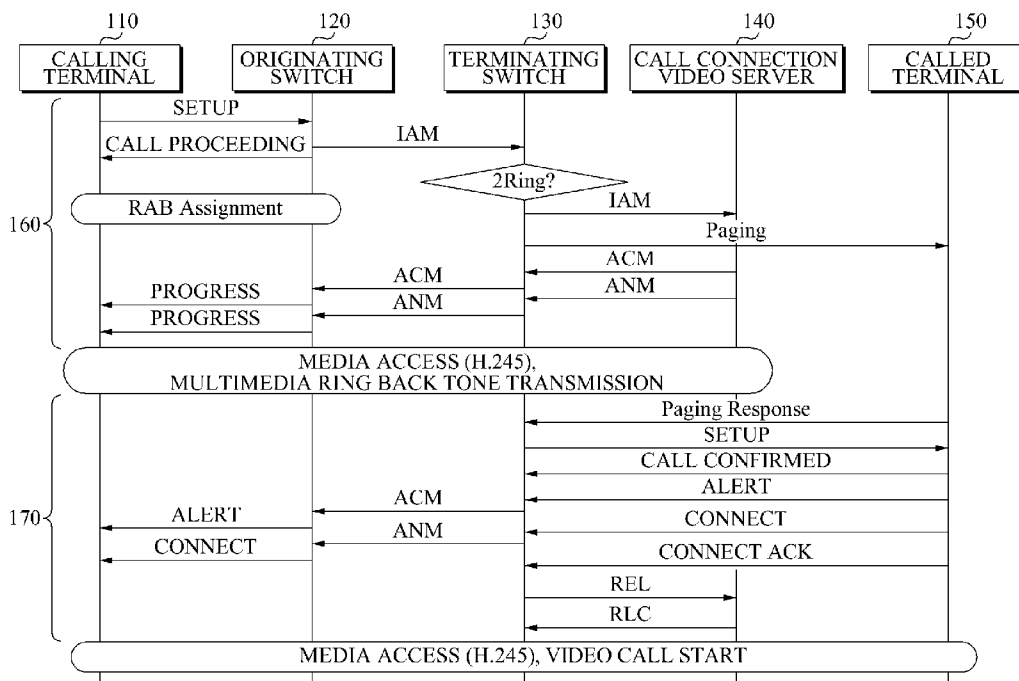 110
120
130
140
150
CALLING
TERMINAL
ORIGINATING
SWITCH
TERMINATING
SWITCH
CALL CONNECTION
VIDEO SERVER
CALLED
TERMINAL
SETUP
CALL PROCEEDING
IAM
2Ring?
RAB Assignment
IAM
160
Paging
ACM
ACM
PROGRESS
ANM
ANM
PROGRESS
MEDIA ACCESS (H.245),
MULTIMEDIA RING BACK TONE TRANSMISSION
Paging Response
SETUP
CALL CONFIRMED
ALERT
ACM
170
ALERT
CONNECT
ANM
CONNECT
CONNECT ACK
REL
RLC
MEDIA ACCESS (H.245), VIDEO CALL START